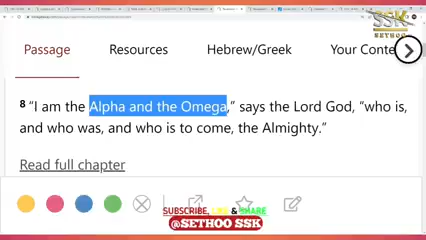 SSK
SETHOO
Passage Resources Hebrew/Greek Your Conte
8 “I am the Alpha and the Omega,” says the Lord God, “who is,
and who was, and who is to come, the Almighty.”
Read full chapter
SUBSCRIBE, LIKE & SHARE
@SETHOO SSK